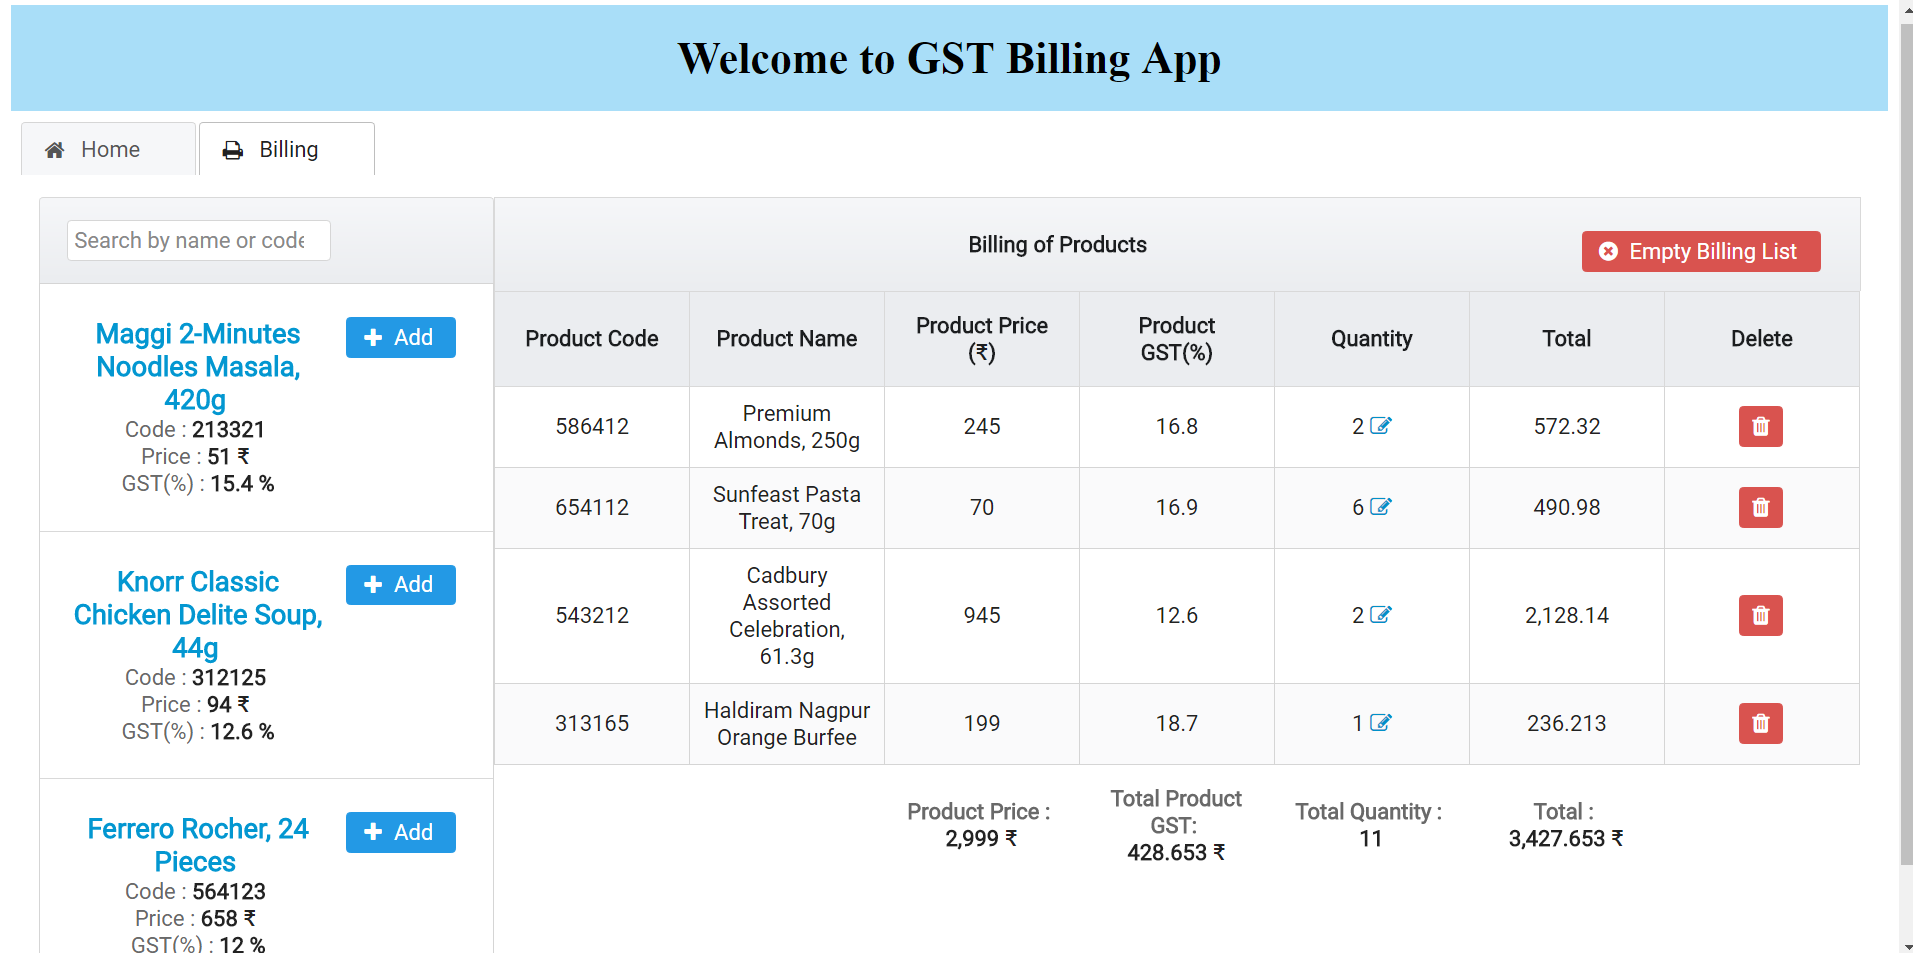 Welcome to GST Billing App
Home
Billing
Search by name or code
Maggi 2-Minutes
Noodles Masala,
420g
Code : 213321
Price : 51 ₹
GST(%) : 15.4 %
Add
Knorr Classic
Chicken Delite Soup,
44g
Code : 312125
Price : 94 ₹
GST(%) : 12.6 %
Add
Ferrero Rocher, 24
Pieces
Code : 564123
Price : 658 ₹
GST(%) : 12 %
Add
Billing of Products
Empty Billing List
Product Code
Product Name
Product Price
(₹)
Product
GST(%)
Quantity
Total
Delete
586412
Premium
Almonds, 250g
245
16.8
2
572.32
654112
Sunfeast Pasta
Treat, 70g
70
16.9
6
490.98
543212
Cadbury
Assorted
Celebration,
61.3g
945
12.6
2
2,128.14
313165
Haldiram Nagpur
Orange Burfee
199
18.7
1
236.213
Product Price :
2,999 ₹
Total Product
GST:
428.653 ₹
Total Quantity :
11
Total :
3,427.653 ₹